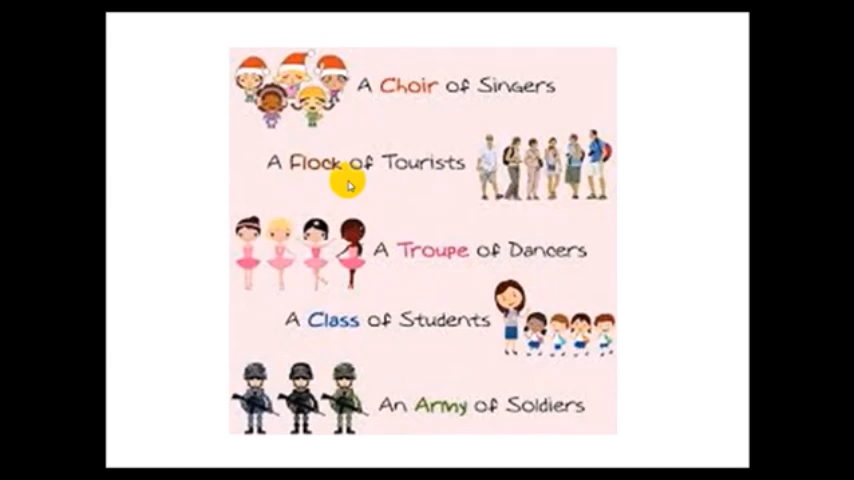 A Choir of Singers
A Flock of Tourists
A Troupe of Dancers
A Class of Students
An Army of Soldiers